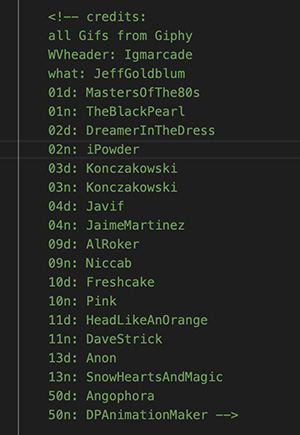 <!-- credits:
all Gifs from Giphy
WVheader: Igmarcade
what: JeffGoldblum
01d: MastersOfThe80s
01n: TheBlackPearl
02d: DreamerInTheDress
02n: iPowder
03d: Konczakowski
03n: Konczakowski
04d: Javif
04n: JaimeMartinez
09d: AlRoker
09n: Niccab
10d: Freshcake
10n: Pink
11d: HeadLikeAnOrange
11n: DaveStrick
13d: Anon
13n: SnowHeartsAndMagic
50d: Angophora
50n: DPAnimationMaker -->